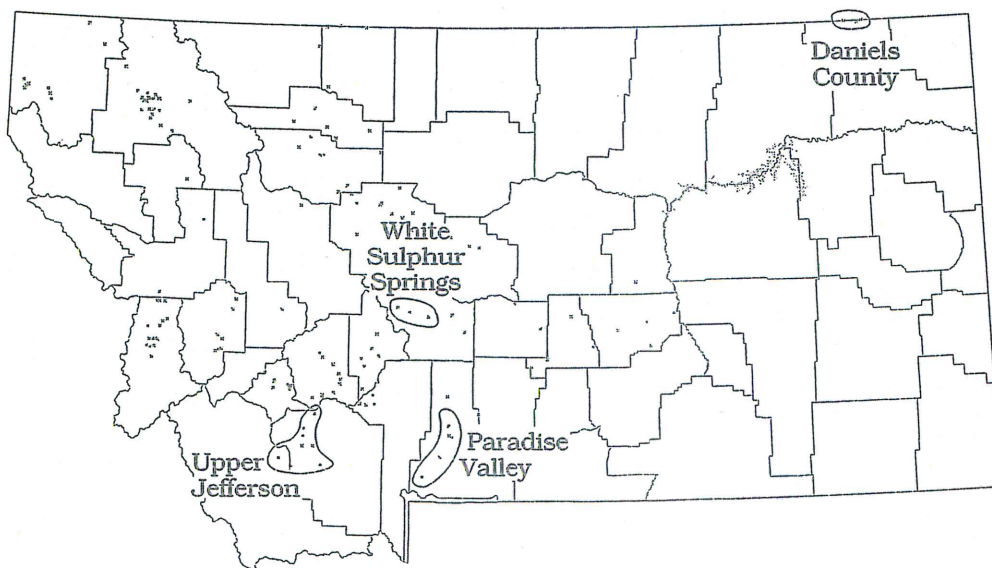 Daniels
County
White
Sulphur
Springs
Paradise
Valley
Upper
Jefferson